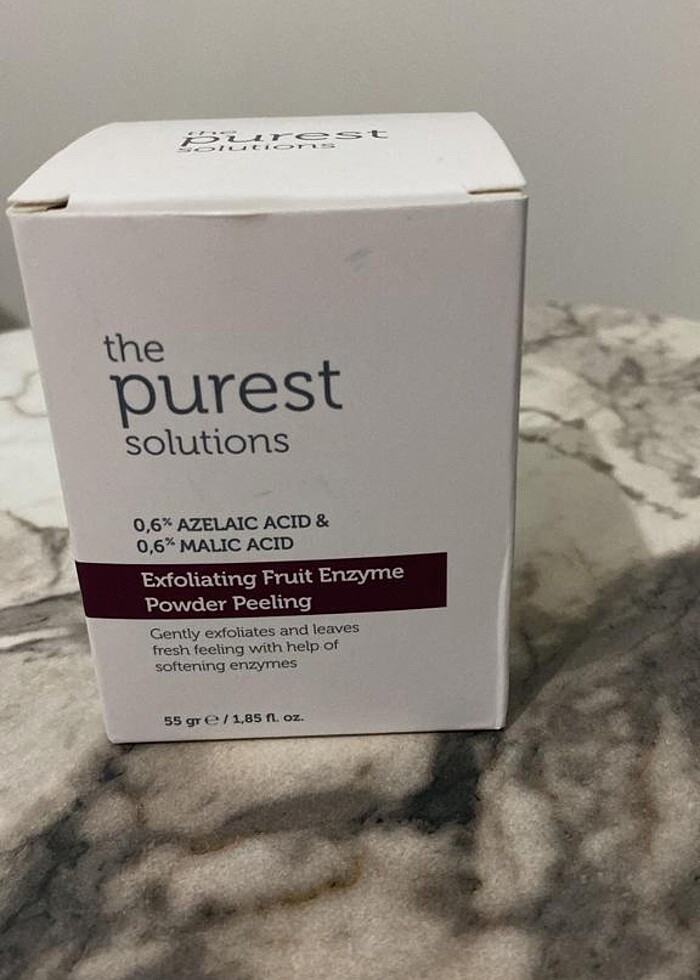 the
purest
solutions
the
purest
solutions
0,6% AZELAIC ACID &
0,6% MALIC ACID
Exfoliating Fruit Enzyme
Powder Peeling
Gently exfoliates and leaves
fresh feeling with help of
softening enzymes
55 gr ℮ / 1,85 fl. oz.